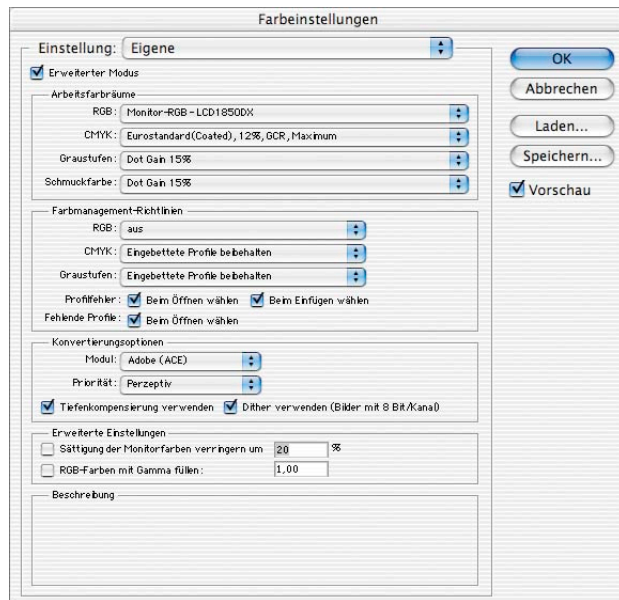 Farbeinstellungen
Einstellung: Eigene
Erweiterter Modus
Arbeitsfarbräume
RGB: Monitor-RGB - LCD1850DX
CMYK: Eurostandard(Coated), 12%, GCR, Maximum
Graustufen: Dot Gain 15%
Schmuckfarbe: Dot Gain 15%
Farbmanagement-Richtlinien
RGB: aus
CMYK: Eingebettete Profile beibehalten
Graustufen: Eingebettete Profile beibehalten
Profilfehler: Beim Öffnen wählen Beim Einfügen wählen
Fehlende Profile: Beim Öffnen wählen
Konvertierungsoptionen
Modul: Adobe (ACE)
Priorität: Perzeptiv
Tiefenkompensierung verwenden Dither verwenden (Bilder mit 8 Bit/Kanal)
Erweiterte Einstellungen
Sättigung der Monitorfarben verringern um 20 %
RGB-Farben mit Gamma füllen: 1,00
Beschreibung
OK
Abbrechen
Laden...
Speichern...
Vorschau